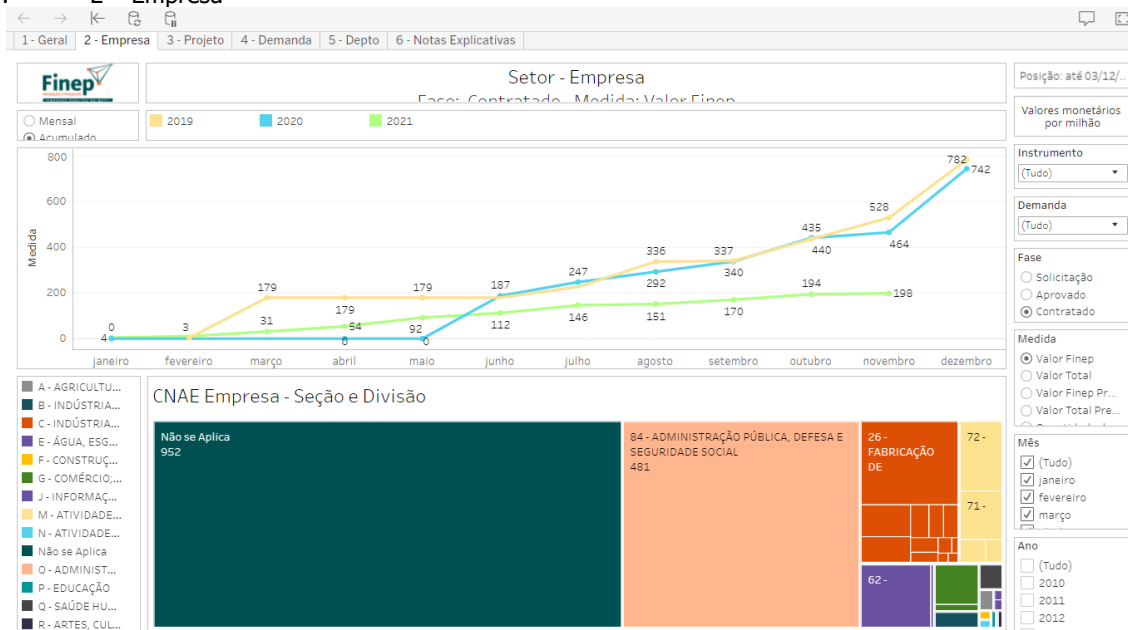 2 - Empresa
1 - Geral 2 - Empresa 3 - Projeto 4 - Demanda 5 - Depto 6 - Notas Explicativas
Finep
Setor - Empresa
Fase: Contratado Medida: Valor Finep
Posição: até 03/12/..
Mensal
Acumulado
2019 2020 2021
Valores monetários
por milhão
Instrumento
(Tudo)
Demanda
(Tudo)
Fase
Solicitação
Aprovado
Contratado
Medida
Valor Finep
Valor Total
Valor Finep Pr...
Valor Total Pre...
Mês
(Tudo)
janeiro
fevereiro
março
Ano
(Tudo)
2010
2011
2012
Medida
800
600
400
200
0
782
742
528
464
435
440
336
292
337
340
247
187
179
179
179
194
198
170
151
146
112
92
54
31
3
0
4
0
0
janeiro fevereiro março abril maio junho julho agosto setembro outubro novembro dezembro
A - AGRICULTU...
B - INDÚSTRIA...
C - INDÚSTRIA...
E - ÁGUA, ESG...
F - CONSTRUÇ...
G - COMÉRCIO;...
J - INFORMAÇ...
M - ATIVIDADE...
N - ATIVIDADE...
Não se Aplica
O - ADMINIST...
P - EDUCAÇÃO
Q - SAÚDE HU...
R - ARTES, CUL...
CNAE Empresa - Seção e Divisão
Não se Aplica
952
84 - ADMINISTRAÇÃO PÚBLICA, DEFESA E
SEGURIDADE SOCIAL
481
26 -
FABRICAÇÃO
DE
72 -
71 -
62 -